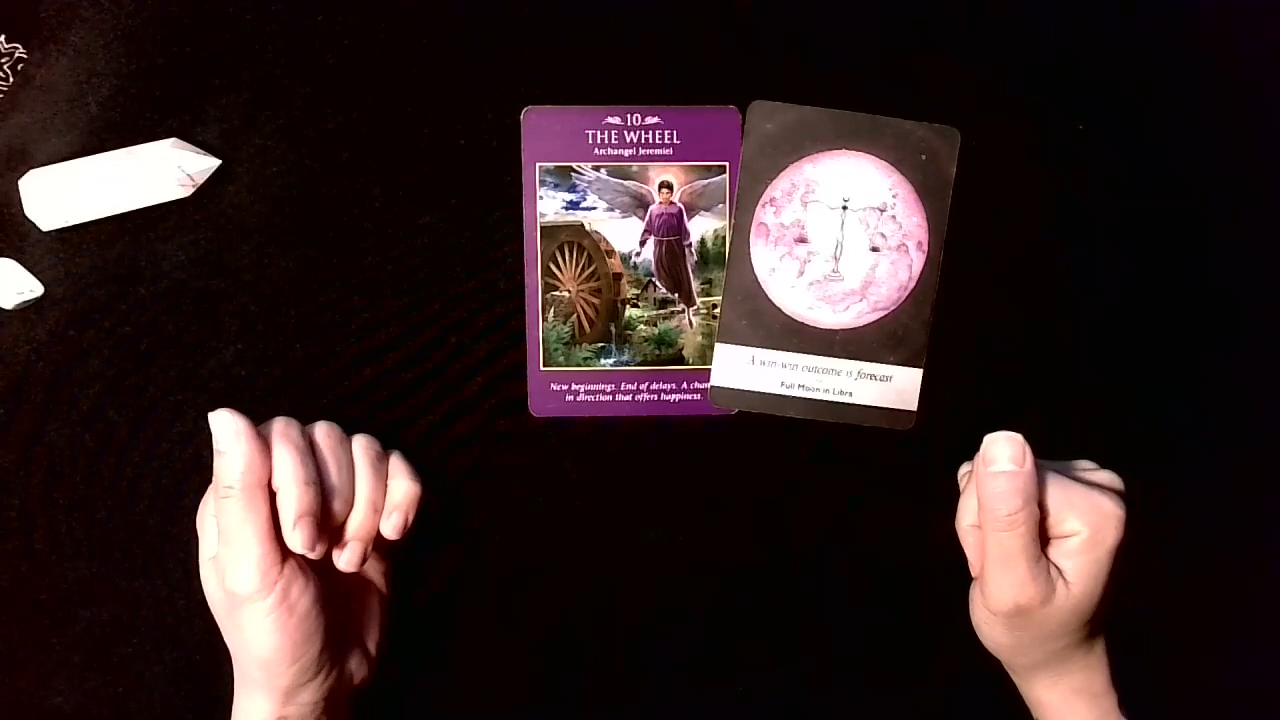 10
THE WHEEL
Archangel Jeremiel
New beginnings. End of delays. A
in direction that offers happiness.
A win-win outcome is forecast
Full Moon in Libra